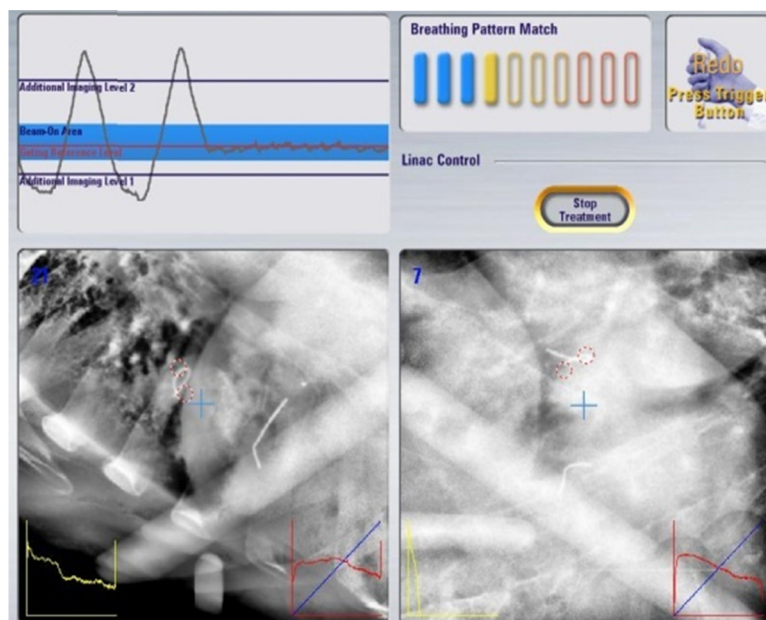 Additional Imaging Level 2
Beam-On Area
Gating Reference Level
Additional Imaging Level 1
Breathing Pattern Match
Redo
Press Trigger
Button
Linac Control
Stop
Treatment
7